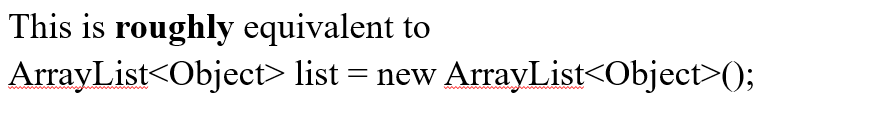 This is roughly equivalent to
ArrayList<Object> list = new ArrayList<Object>();